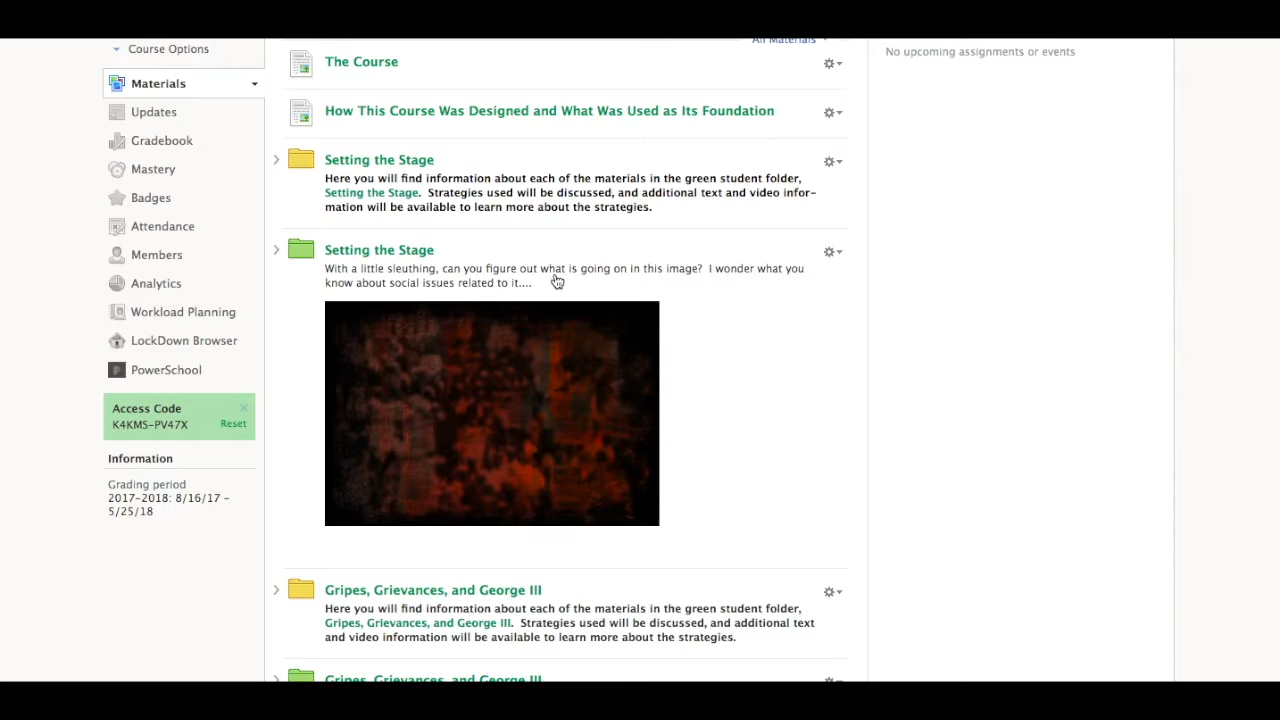 Course Options
Materials
Updates
Gradebook
Mastery
Badges
Attendance
Members
Analytics
Workload Planning
LockDown Browser
PowerSchool
Access Code
K4KMS-PV47X
Reset
Information
Grading period
2017-2018: 8/16/17 -
5/25/18
All Materials
The Course
How This Course Was Designed and What Was Used as Its Foundation
Setting the Stage
Here you will find information about each of the materials in the green student folder,
Setting the Stage. Strategies used will be discussed, and additional text and video infor-
mation will be available to learn more about the strategies.
Setting the Stage
With a little sleuthing, can you figure out what is going on in this image? I wonder what you
know about social issues related to it....
Gripes, Grievances, and George III
Here you will find information about each of the materials in the green student folder,
Gripes, Grievances, and George III. Strategies used will be discussed, and additional text
and video information will be available to learn more about the strategies.
Gripes, Grievances, and George III
No upcoming assignments or events